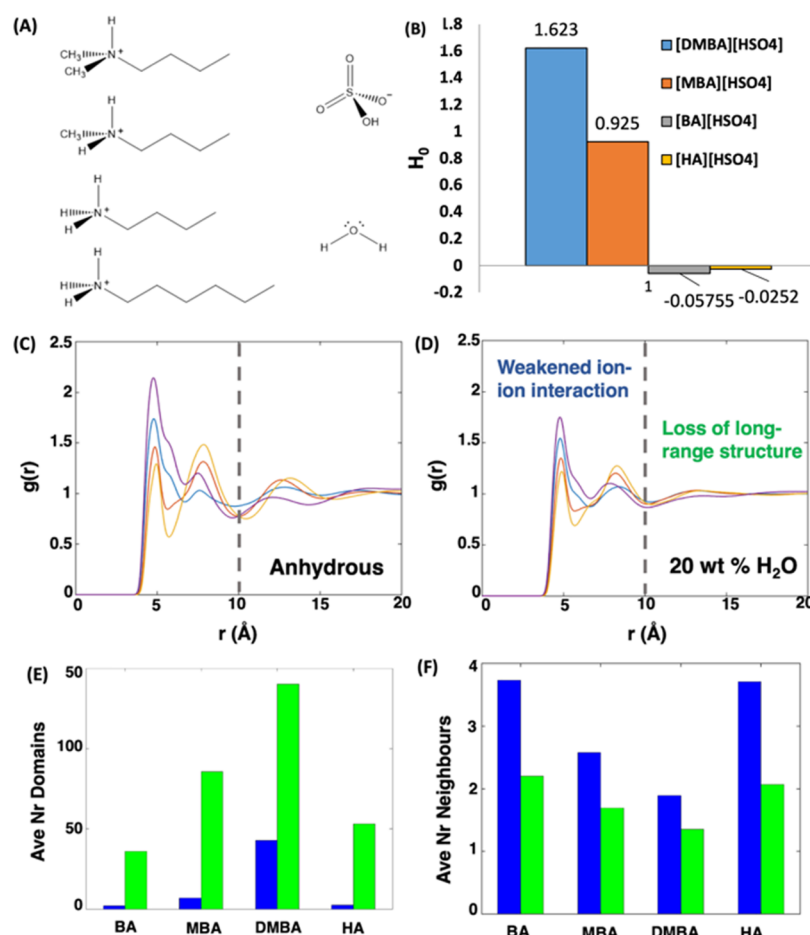 (A)
H
CH₃
N⁺
CH₃
H
CH₃
N⁺
H
H
H
N⁺
H
H
H
N⁺
H
O
O
S
O⁻
OH
O
H
H
(B)
H₀
1.8
1.6
1.4
1.2
1
0.8
0.6
0.4
0.2
0
-0.2
1.623
0.925
1
-0.05755
-0.0252
[DMBA][HSO4]
[MBA][HSO4]
[BA][HSO4]
[HA][HSO4]
(C)
g(r)
2.5
2
1.5
1
0.5
0
0
5
10
15
20
r (Å)
Anhydrous
(D)
g(r)
2.5
2
1.5
1
0.5
0
0
5
10
15
20
r (Å)
Weakened ion-
ion interaction
Loss of long-
range structure
20 wt % H₂O
(E)
Ave Nr Domains
50
100
50
0
BA
MBA
DMBA
HA
(F)
Ave Nr Neighbours
4
3
2
1
0
BA
MBA
DMBA
HA